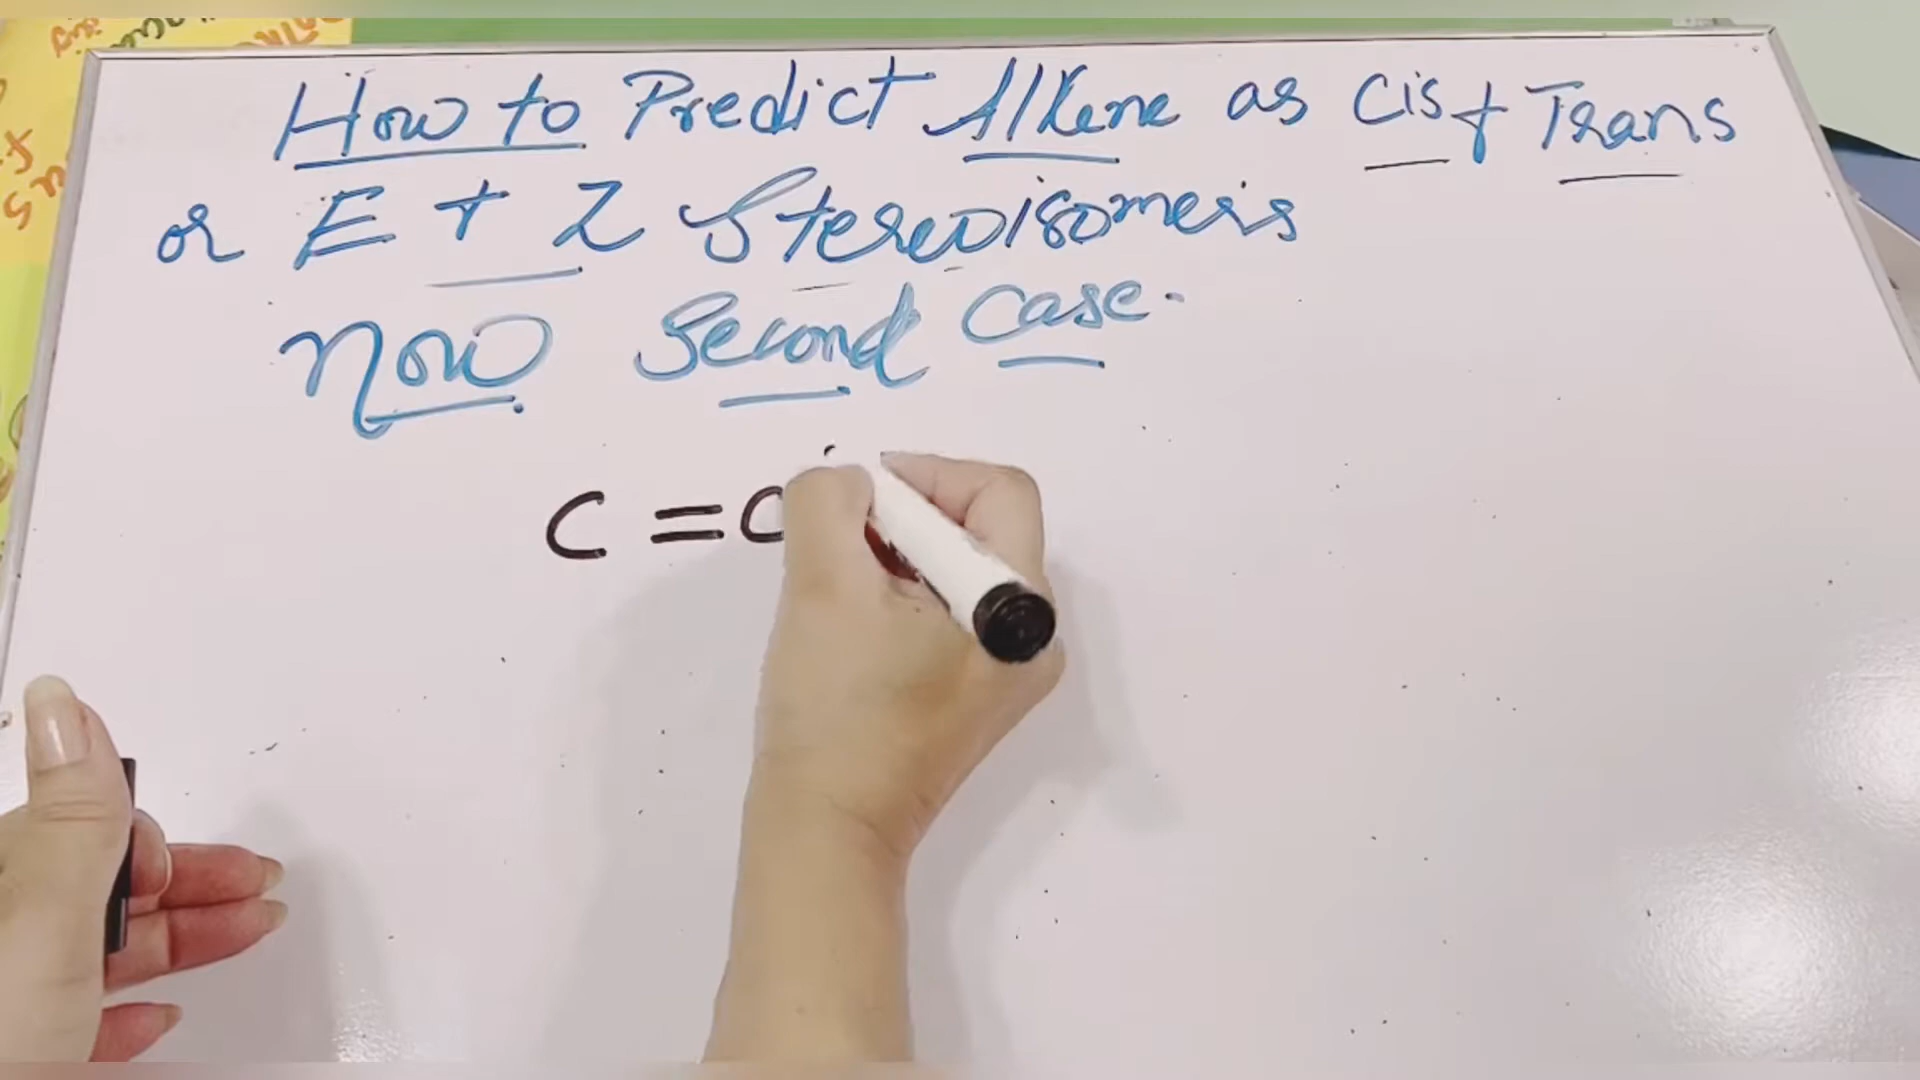 How to Predict Alkene as Cis + Trans
or E + Z Stereoisomers
Now Second Case.
C = C